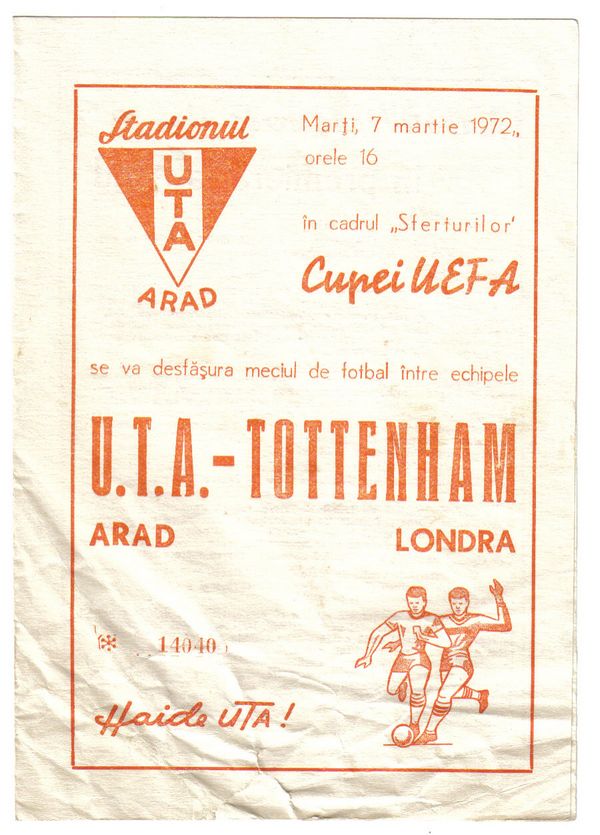 Stadionul
UTA
ARAD
Marţi, 7 martie 1972,,
orele 16
în cadrul „Sferturilor'
Cupei UEFA
se va desfăşura meciul de fotbal între echipele
U.T.A.-TOTTENHAM
ARAD LONDRA
14040
Haide UTA!